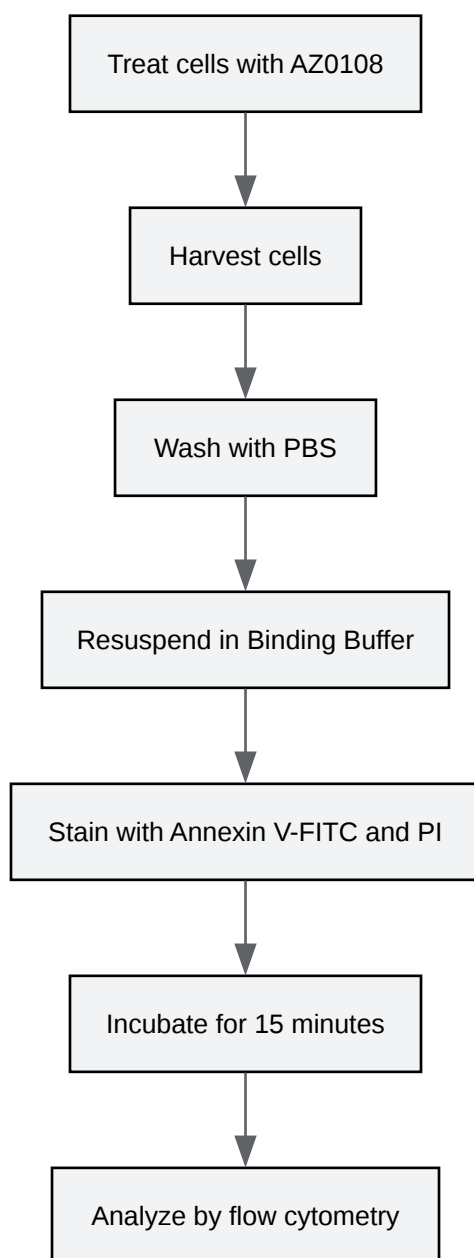 Treat cells with AZ0108
Harvest cells
Wash with PBS
Resuspend in Binding Buffer
Stain with Annexin V-FITC and PI
Incubate for 15 minutes
Analyze by flow cytometry